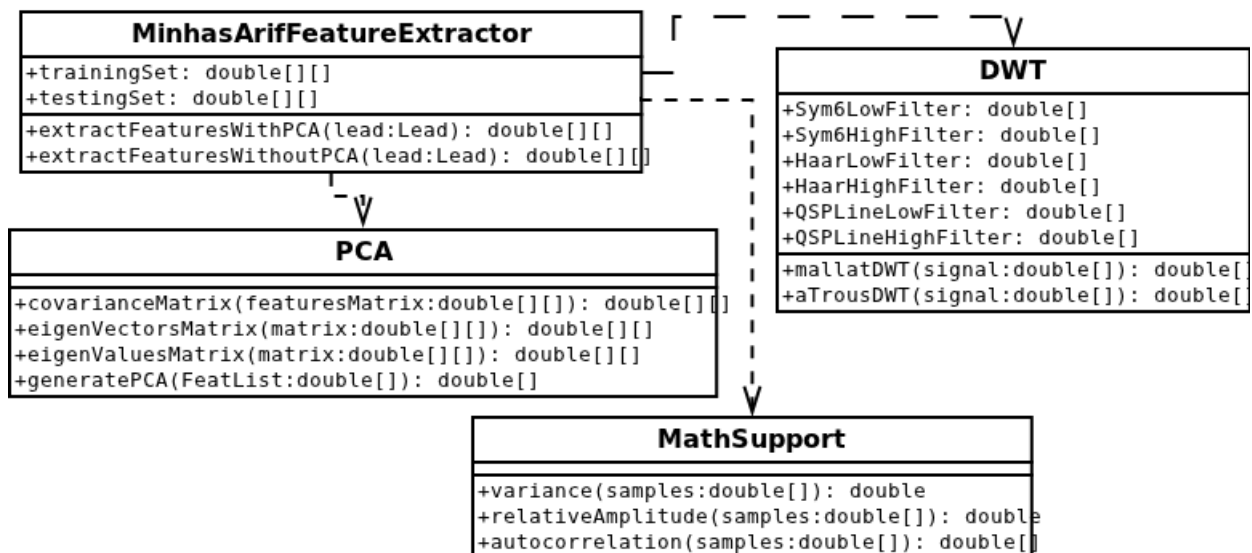 MinhasArifFeatureExtractor
+trainingSet: double[][]
+testingSet: double[][]
+extractFeaturesWithPCA(lead:Lead): double[][]
+extractFeaturesWithoutPCA(lead:Lead): double[][]
DWT
+Sym6LowFilter: double[]
+Sym6HighFilter: double[]
+HaarLowFilter: double[]
+HaarHighFilter: double[]
+QSPLineLowFilter: double[]
+QSPLineHighFilter: double[]
+mallatDWT(signal:double[]): double[]
+aTrousDWT(signal:double[]): double[]
PCA
+covarianceMatrix(featuresMatrix:double[][]): double[][]
+eigenVectorsMatrix(matrix:double[][]): double[][]
+eigenValuesMatrix(matrix:double[][]): double[][]
+generatePCA(FeatList:double[]): double[]
MathSupport
+variance(samples:double[]): double
+relativeAmplitude(samples:double[]): double
+autocorrelation(samples:double[]): double[]